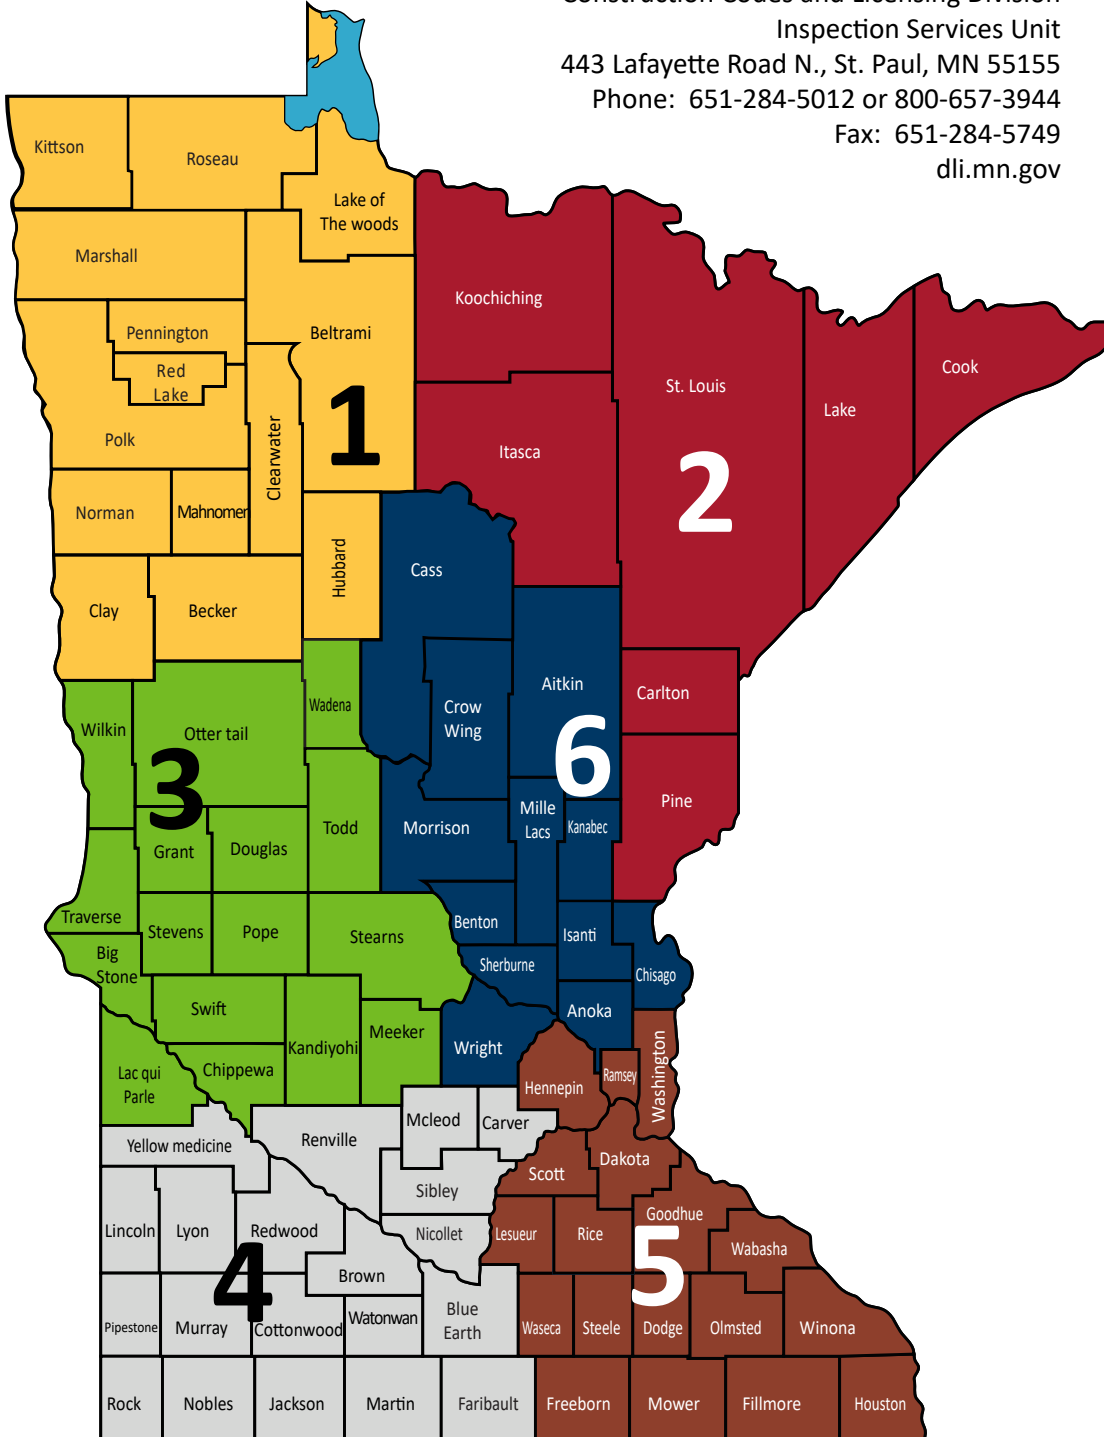 Construction Codes and Licensing Division
Inspection Services Unit
443 Lafayette Road N., St. Paul, MN 55155
Phone: 651-284-5012 or 800-657-3944
Fax: 651-284-5749
dli.mn.gov
Kittson
Roseau
Lake of
The woods
Marshall
Pennington
Red
Lake
Polk
Beltrami
Clearwater
1
Norman
Mahnomen
Hubbard
Clay
Becker
Koochiching
St. Louis
Lake
Cook
Itasca
2
Carlton
Pine
Cass
Crow
Wing
Aitkin
6
Morrison
Mille
Lacs
Kanabec
Benton
Isanti
Sherburne
Chisago
Anoka
Wright
Wadena
Wilkin
Otter tail
3
Todd
Grant
Douglas
Traverse
Stevens
Pope
Stearns
Big
Stone
Swift
Kandiyohi
Meeker
Lac qui
Parle
Chippewa
Yellow medicine
Renville
Mcleod
Carver
Sibley
Nicollet
Lincoln
Lyon
Redwood
4
Brown
Pipestone
Murray
Cottonwood
Watonwan
Blue
Earth
Rock
Nobles
Jackson
Martin
Faribault
Hennepin
Ramsey
Washington
Scott
Dakota
Lesueur
Rice
Goodhue
5
Wabasha
Waseca
Steele
Dodge
Olmsted
Winona
Freeborn
Mower
Fillmore
Houston